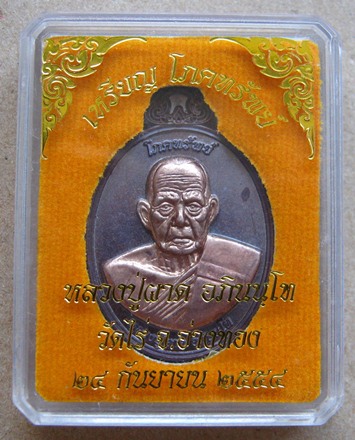 เหรียญ โภคทรัพย์
โภคทรัพย์
หลวงปู่ผาด อภินนฺโท
วัดไร่ จ.อ่างทอง
๒๔ กันยายน ๒๕๕๔